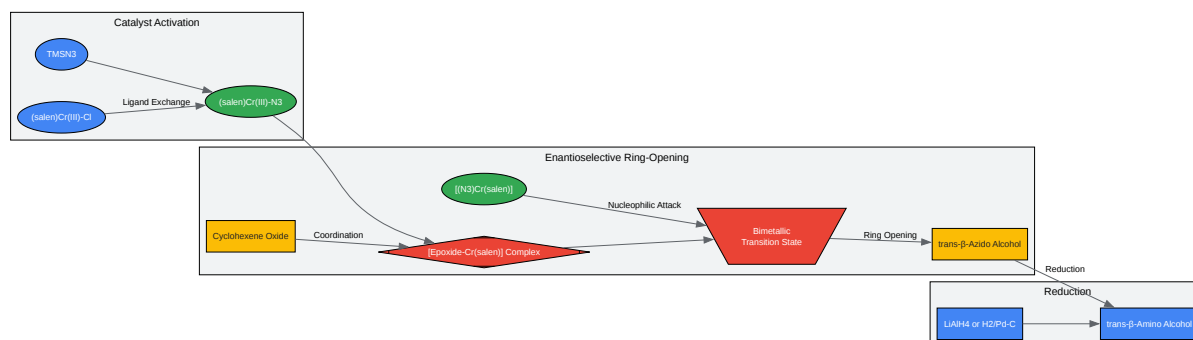 Catalyst Activation
TMSN3
(salen)Cr(III)-Cl
Ligand Exchange
(salen)Cr(III)-N3
Enantioselective Ring-Opening
[(N3)Cr(salen)]
Nucleophilic Attack
Cyclohexene Oxide
Coordination
[Epoxide-Cr(salen)] Complex
Bimetallic
Transition State
Ring Opening
trans-β-Azido Alcohol
Reduction
Reduction
LiAlH4 or H2/Pd-C
trans-β-Amino Alcohol